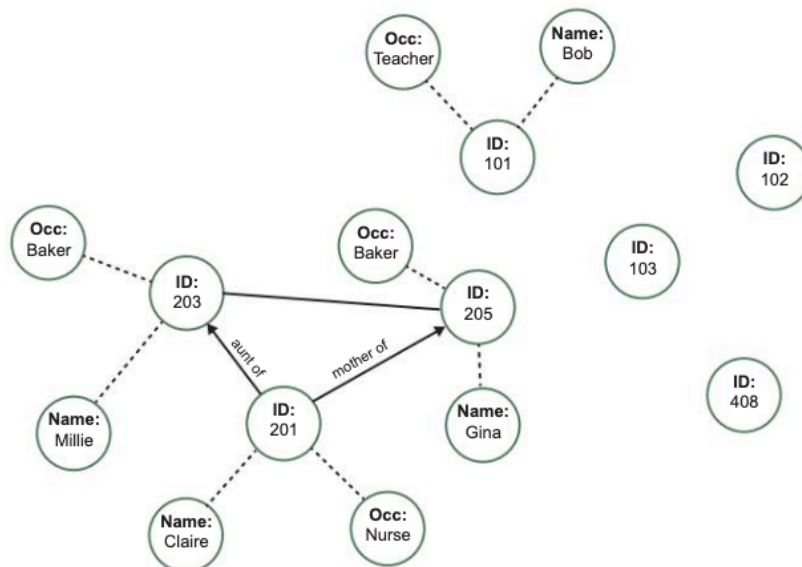 Occ:
Teacher
Name:
Bob
ID:
101
ID:
102
Occ:
Baker
Occ:
Baker
ID:
103
ID:
203
ID:
205
aunt of
mother of
ID:
408
Name:
Millie
ID:
201
Name:
Gina
Name:
Claire
Occ:
Nurse